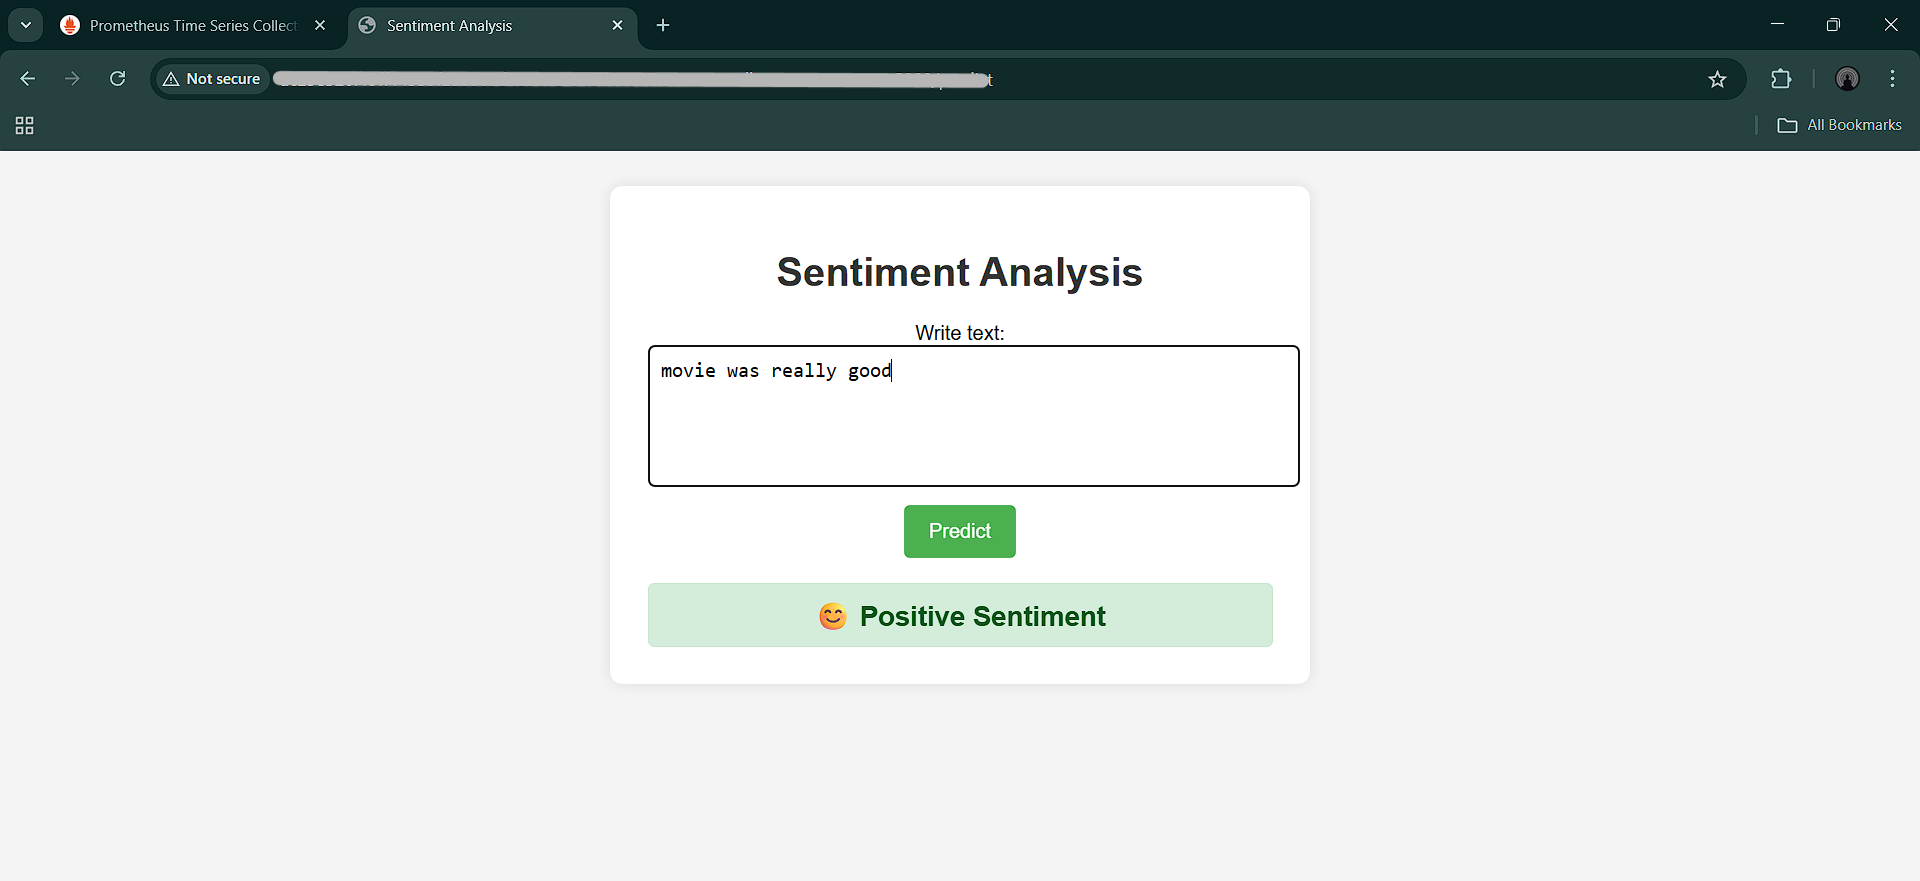 Prometheus Time Series Collect
Sentiment Analysis
Not secure
All Bookmarks
Sentiment Analysis
Write text:
movie was really good
Predict
😊 Positive Sentiment